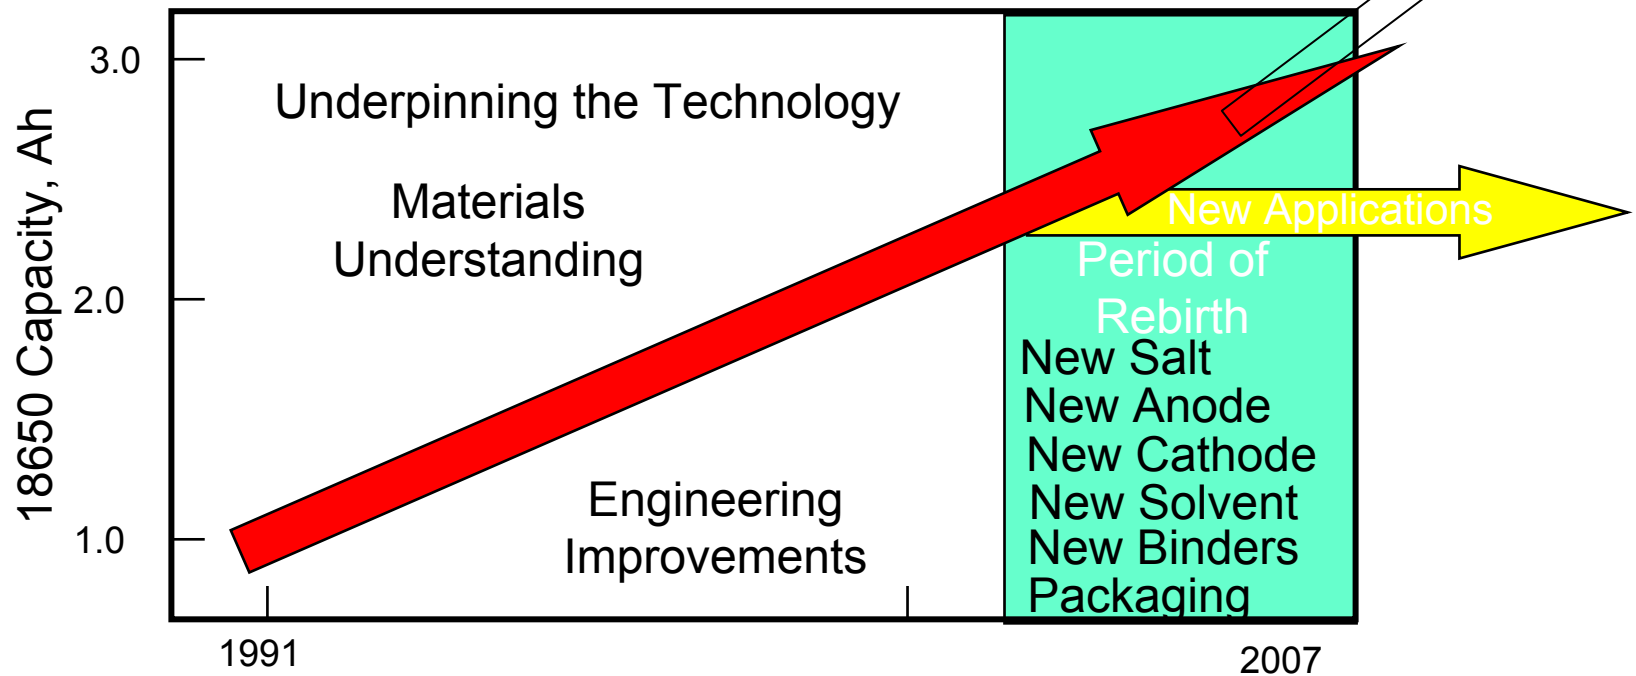 18650 Capacity, Ah
3.0
2.0
1.0
Underpinning the Technology
Materials
Understanding
Engineering
Improvements
New Applications
Period of
Rebirth
New Salt
New Anode
New Cathode
New Solvent
New Binders
Packaging
1991
2007